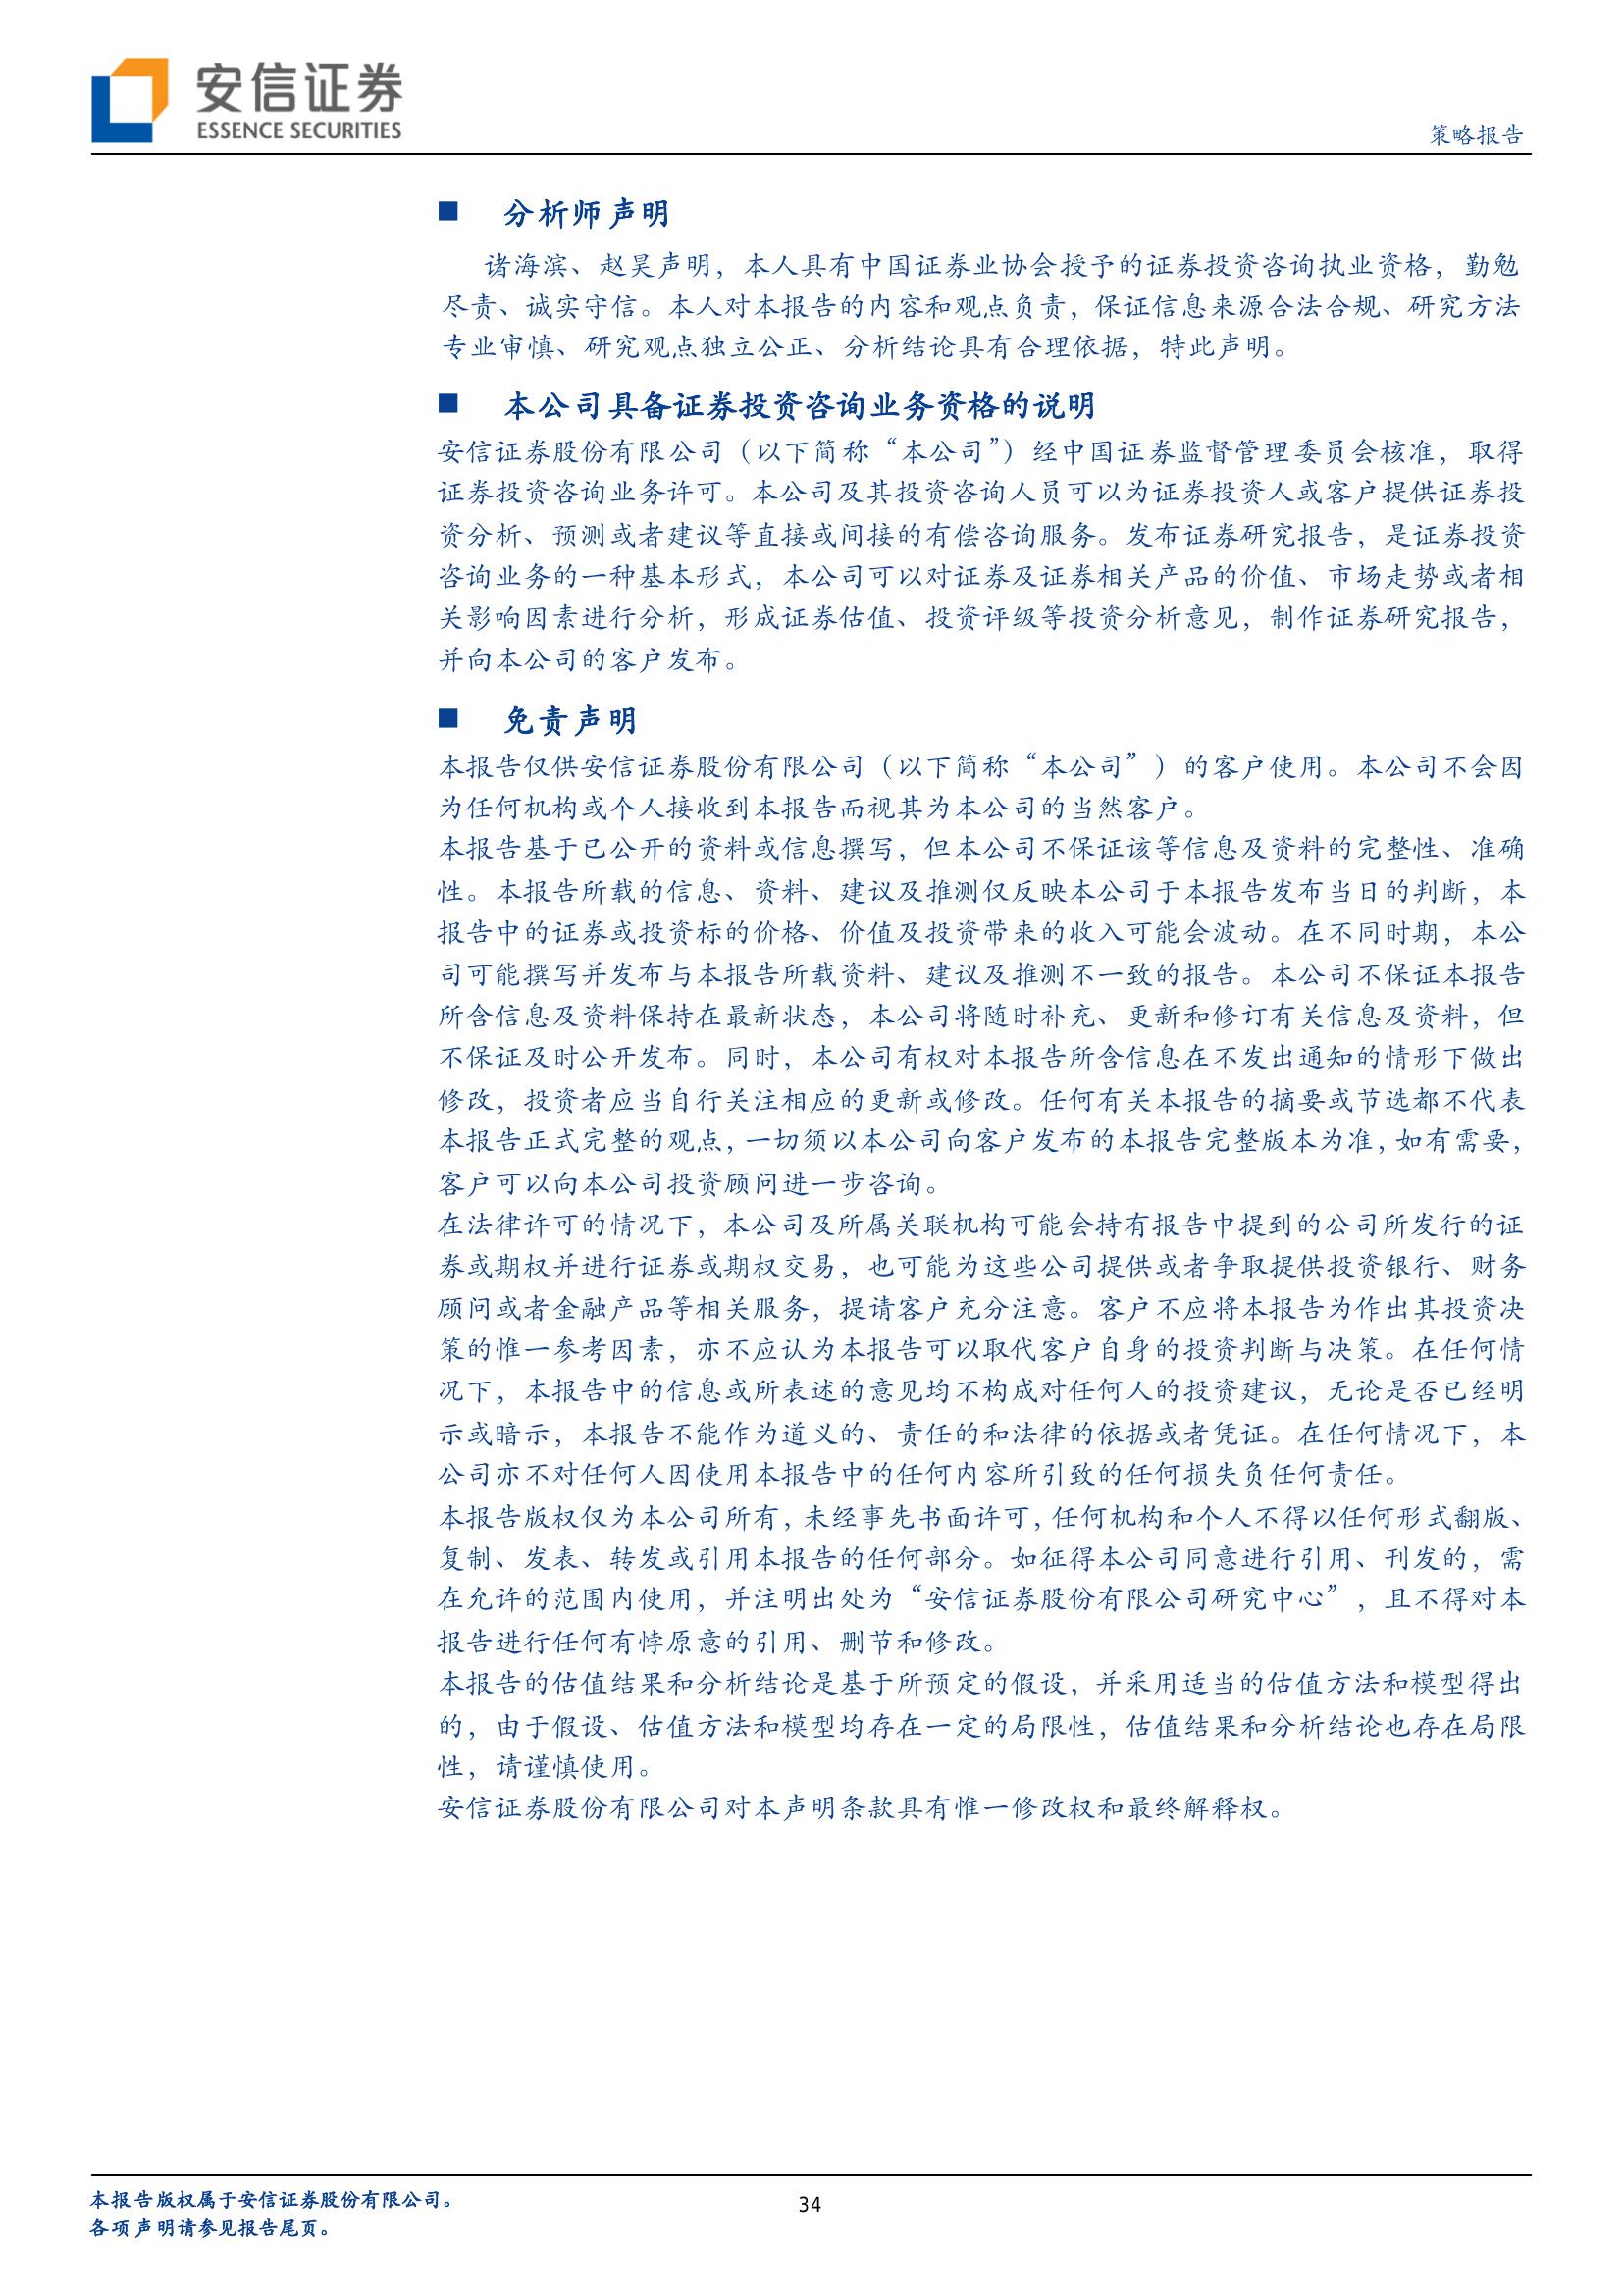 安信证券
ESSENCE SECURITIES
策略报告
■ 分析师声明
诸海滨、赵昊声明，本人具有中国证券业协会授予的证券投资咨询执业资格，勤勉
尽责、诚实守信。本人对本报告的内容和观点负责，保证信息来源合法合规、研究方法
专业审慎、研究观点独立公正、分析结论具有合理依据，特此声明。
■ 本公司具备证券投资咨询业务资格的说明
安信证券股份有限公司（以下简称“本公司”）经中国证券监督管理委员会核准，取得
证券投资咨询业务许可。本公司及其投资咨询人员可以为证券投资人或客户提供证券投
资分析、预测或者建议等直接或间接的有偿咨询服务。发布证券研究报告，是证券投资
咨询业务的一种基本形式，本公司可以对证券及证券相关产品的价值、市场走势或者相
关影响因素进行分析，形成证券估值、投资评级等投资分析意见，制作证券研究报告，
并向本公司的客户发布。
■ 免责声明
本报告仅供安信证券股份有限公司（以下简称“本公司”）的客户使用。本公司不会因
为任何机构或个人接收到本报告而视其为本公司的当然客户。
本报告基于已公开的资料或信息撰写，但本公司不保证该等信息及资料的完整性、准确
性。本报告所载的信息、资料、建议及推测仅反映本公司于本报告发布当日的判断，本
报告中的证券或投资标的价格、价值及投资带来的收入可能会波动。在不同时期，本公
司可能撰写并发布与本报告所载资料、建议及推测不一致的报告。本公司不保证本报告
所含信息及资料保持在最新状态，本公司将随时补充、更新和修订有关信息及资料，但
不保证及时公开发布。同时，本公司有权对本报告所含信息在不发出通知的情形下做出
修改，投资者应当自行关注相应的更新或修改。任何有关本报告的摘要或节选都不代表
本报告正式完整的观点，一切须以本公司向客户发布的本报告完整版本为准，如有需要，
客户可以向本公司投资顾问进一步咨询。
在法律许可的情况下，本公司及所属关联机构可能会持有报告中提到的公司所发行的证
券或期权并进行证券或期权交易，也可能为这些公司提供或者争取提供投资银行、财务
顾问或者金融产品等相关服务，提请客户充分注意。客户不应将本报告为作出其投资决
策的惟一参考因素，亦不应认为本报告可以取代客户自身的投资判断与决策。在任何情
况下，本报告中的信息或所表述的意见均不构成对任何人的投资建议，无论是否已经明
示或暗示，本报告不能作为道义的、责任的和法律的依据或者凭证。在任何情况下，本
公司亦不对任何人因使用本报告中的任何内容所引致的任何损失负任何责任。
本报告版权仅为本公司所有，未经事先书面许可，任何机构和个人不得以任何形式翻版、
复制、发表、转发或引用本报告的任何部分。如征得本公司同意进行引用、刊发的，需
在允许的范围内使用，并注明出处为“安信证券股份有限公司研究中心”，且不得对本
报告进行任何有悖原意的引用、删节和修改。
本报告的估值结果和分析结论是基于所预定的假设，并采用适当的估值方法和模型得出
的，由于假设、估值方法和模型均存在一定的局限性，估值结果和分析结论也存在局限
性，请谨慎使用。
安信证券股份有限公司对本声明条款具有惟一修改权和最终解释权。
本报告版权属于安信证券股份有限公司。
34
各项声明请参见报告尾页。